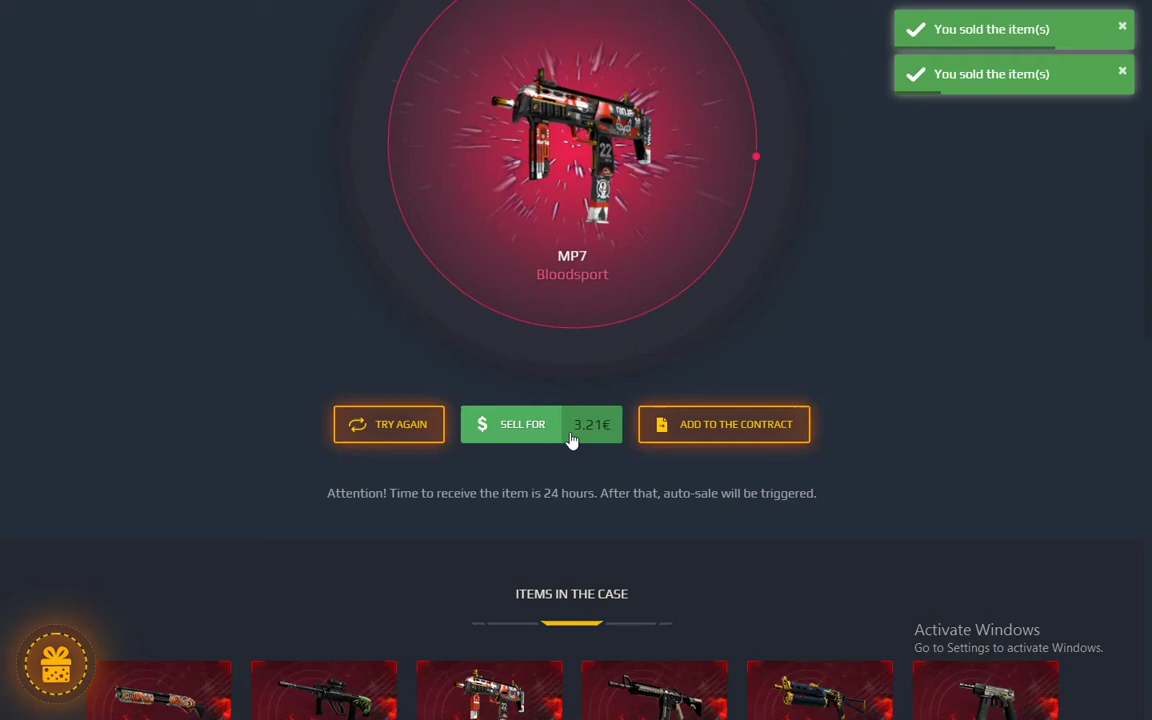 You sold the item(s)
You sold the item(s)
22
MP7
Bloodsport
TRY AGAIN
$ SELL FOR 3.21€
ADD TO THE CONTRACT
Attention! Time to receive the item is 24 hours. After that, auto-sale will be triggered.
ITEMS IN THE CASE
Activate Windows
Go to Settings to activate Windows.